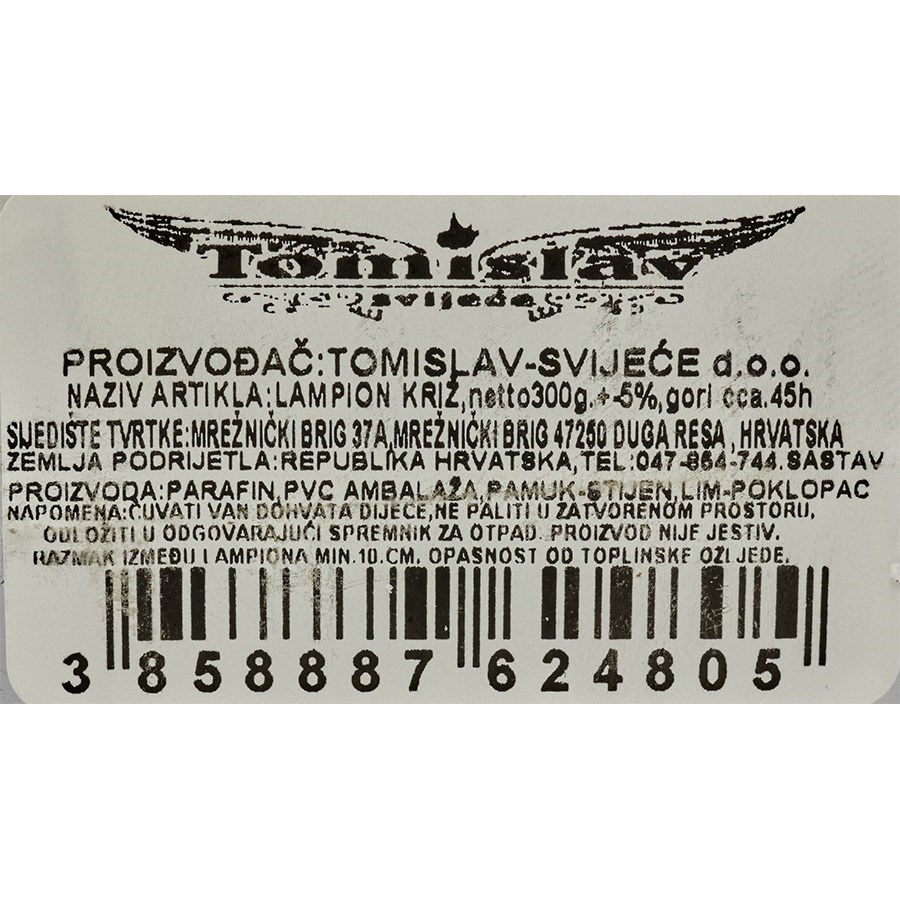 Tomislav
svijeće
PROIZVOĐAČ:TOMISLAV-SVIJEĆE d.o.o.
NAZIV ARTIKLA:LAMPION KRIŽ,netto300g.+-5%,gori cca.45h
SIJEDIŠTE TVRTKE:MREŽNIČKI BRIG 37A,MREŽNIČKI BRIG 47250 DUGA RESA , HRVATSKA
ZEMLJA PODRIJETLA:REPUBLIKA HRVATSKA,TEL:047-854-744.SASTAV
PROIZVODA:PARAFIN,PVC AMBALAŽA,PAMUK-STIJEN,LIM-POKLOPAC
NAPOMENA:ČUVATI VAN DOHVATA DIJECE,NE PALITI U ZATVORENOM PROSTORU,
ODLOŽITI U ODGOVARAJUĆI SPREMNIK ZA OTPAD. PROIZVOD NIJE JESTIV.
RAZMAK IZMEĐU LAMPIONA MIN.10.CM. OPASNOST OD TOPLINSKE OZLJEDE.
3 858887 624805